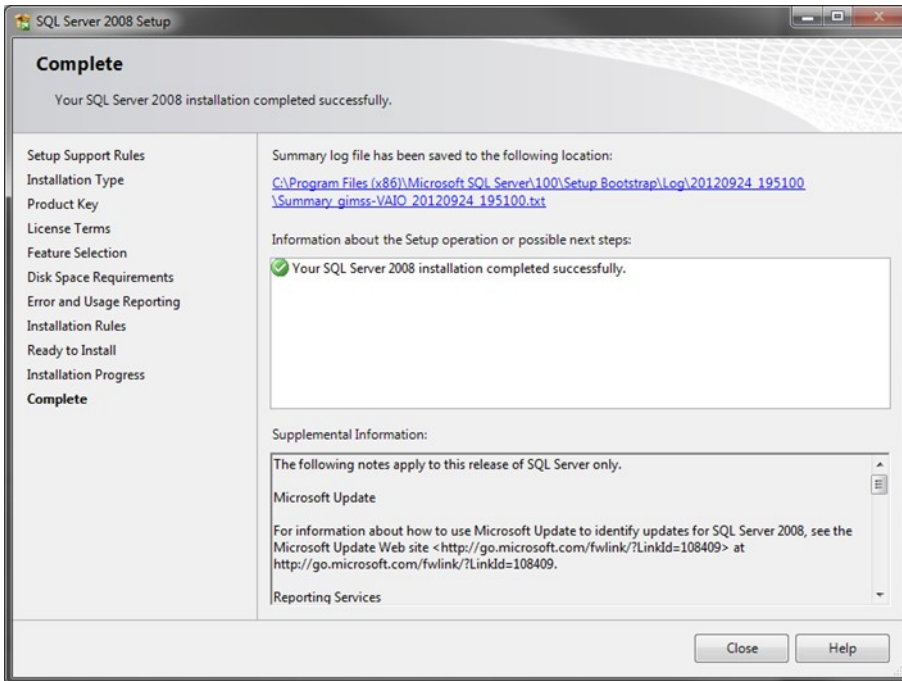 SQL Server 2008 Setup
Complete
Your SQL Server 2008 installation completed successfully.
Setup Support Rules
Installation Type
Product Key
License Terms
Feature Selection
Disk Space Requirements
Error and Usage Reporting
Installation Rules
Ready to Install
Installation Progress
Complete
Summary log file has been saved to the following location:
C:\Program Files (x86)\Microsoft SQL Server\100\Setup Bootstrap\Log\20120924_195100
\Summary_gimss-VAIO_20120924_195100.txt
Information about the Setup operation or possible next steps:
Your SQL Server 2008 installation completed successfully.
Supplemental Information:
The following notes apply to this release of SQL Server only.
Microsoft Update
For information about how to use Microsoft Update to identify updates for SQL Server 2008, see the
Microsoft Update Web site <http://go.microsoft.com/fwlink/?LinkId=108409> at
http://go.microsoft.com/fwlink/?LinkId=108409.
Reporting Services
Close
Help